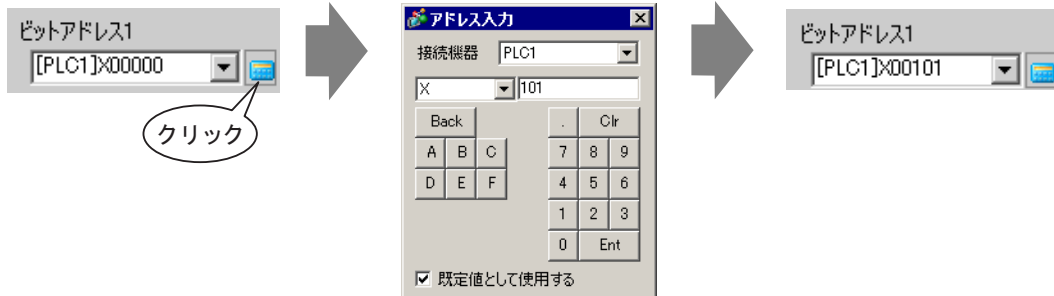 ビットアドレス1
[PLC1]X00000
クリック
アドレス入力
接続機器 PLC1
X 101
Back . Clr
A B C 7 8 9
D E F 4 5 6
1 2 3
0 Ent
既定値として使用する
ビットアドレス1
[PLC1]X00101